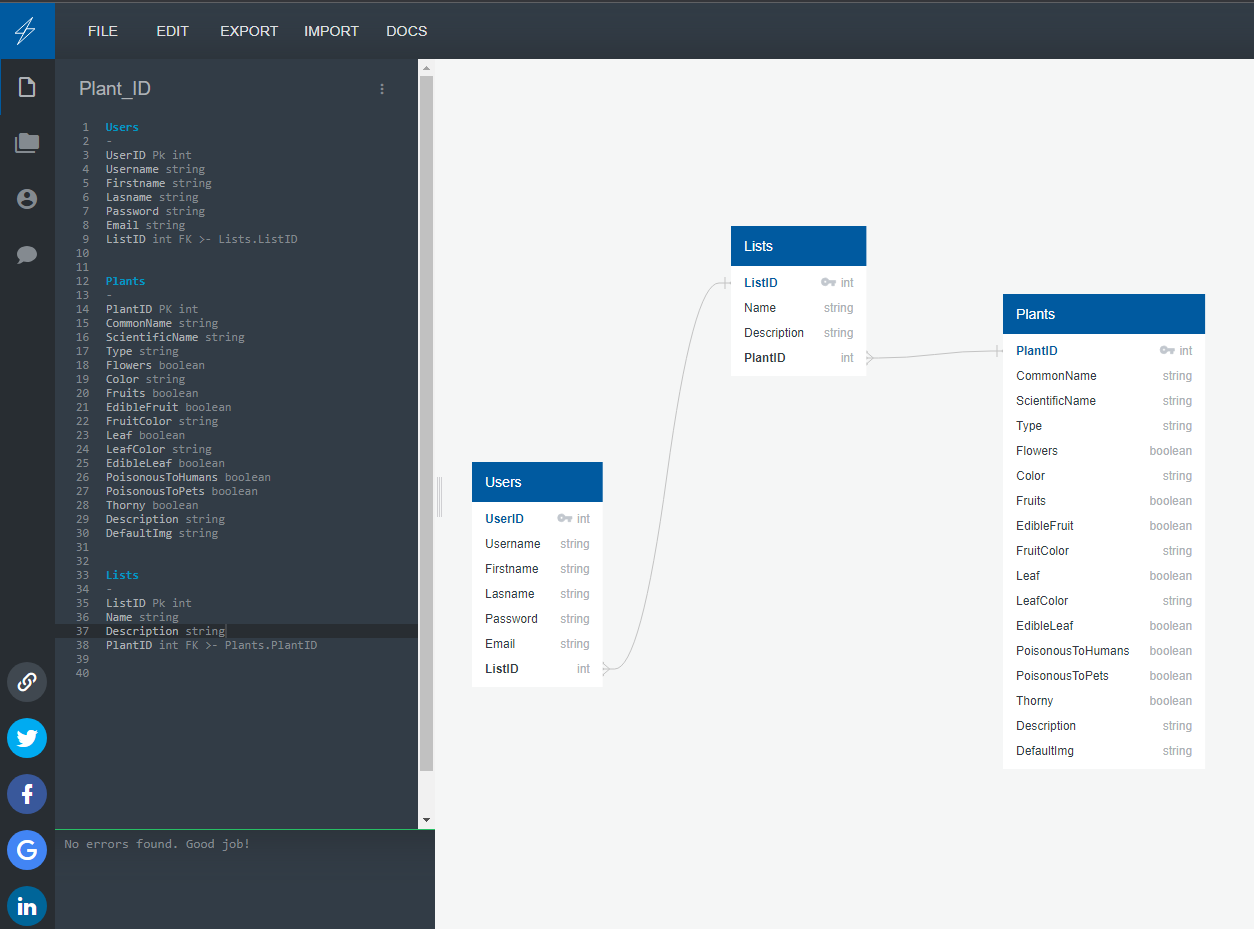 FILE EDIT EXPORT IMPORT DOCS
Plant_ID
1 Users
2 -
3 UserID Pk int
4 Username string
5 Firstname string
6 Lasname string
7 Password string
8 Email string
9 ListID int FK >- Lists.ListID
10
11
12 Plants
13 -
14 PlantID PK int
15 CommonName string
16 ScientificName string
17 Type string
18 Flowers boolean
19 Color string
20 Fruits boolean
21 EdibleFruit boolean
22 FruitColor string
23 Leaf boolean
24 LeafColor string
25 EdibleLeaf boolean
26 PoisonousToHumans boolean
27 PoisonousToPets boolean
28 Thorny boolean
29 Description string
30 DefaultImg string
31
32
33 Lists
34 -
35 ListID Pk int
36 Name string
37 Description string
38 PlantID int FK >- Plants.PlantID
39
40
No errors found. Good job!
Users
UserID int
Username string
Firstname string
Lasname string
Password string
Email string
ListID int
Lists
ListID int
Name string
Description string
PlantID int
Plants
PlantID int
CommonName string
ScientificName string
Type string
Flowers boolean
Color string
Fruits boolean
EdibleFruit boolean
FruitColor string
Leaf boolean
LeafColor string
EdibleLeaf boolean
PoisonousToHumans boolean
PoisonousToPets boolean
Thorny boolean
Description string
DefaultImg string